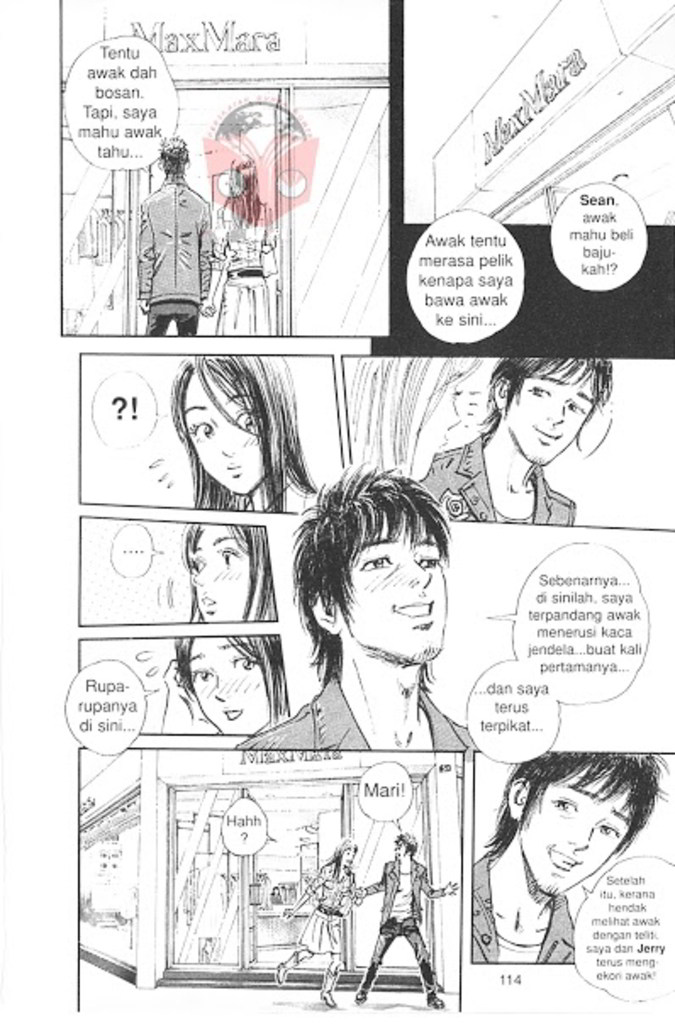 MaxMara
Sean,
awak
mahu beli
baju-
kah!?
Awak tentu
merasa pelik
kenapa saya
bawa awak
ke sini...
MaxMara
Tentu
awak dah
bosan.
Tapi, saya
mahu awak
tahu...
?!
.....
Sebenarnya...
di sinilah, saya
terpandang awak
menerusi kaca
jendela...buat kali
pertamanya...
...dan saya
terus
terpikat...
Rupa-
rupanya
di sini...
Setelah
itu, kerana
hendak
melihat awak
dengan teliti,
saya dan Jerry
terus meng-
ekori awak!
MaxMara
Mari!
Hahh
?
114